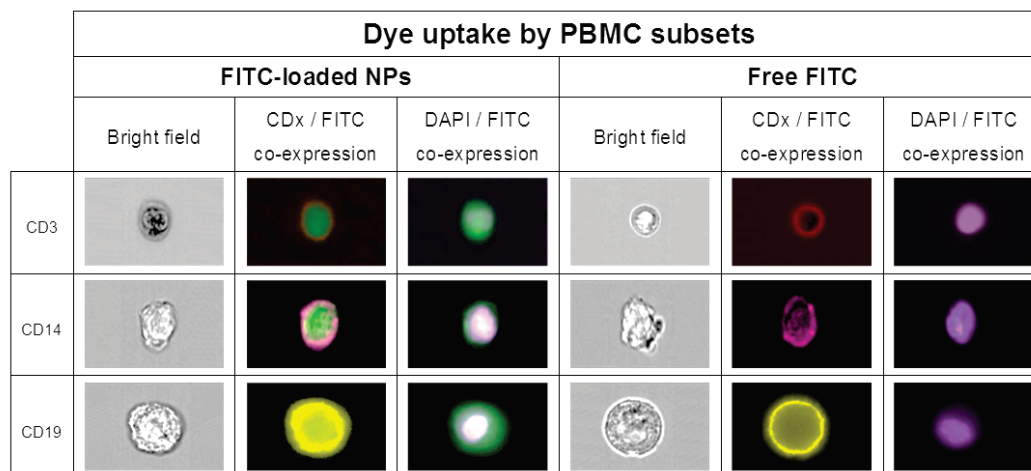 Dye uptake by PBMC subsets
FITC-loaded NPs
Free FITC
Bright field
CDx / FITC
co-expression
DAPI / FITC
co-expression
Bright field
CDx / FITC
co-expression
DAPI / FITC
co-expression
CD3
CD14
CD19